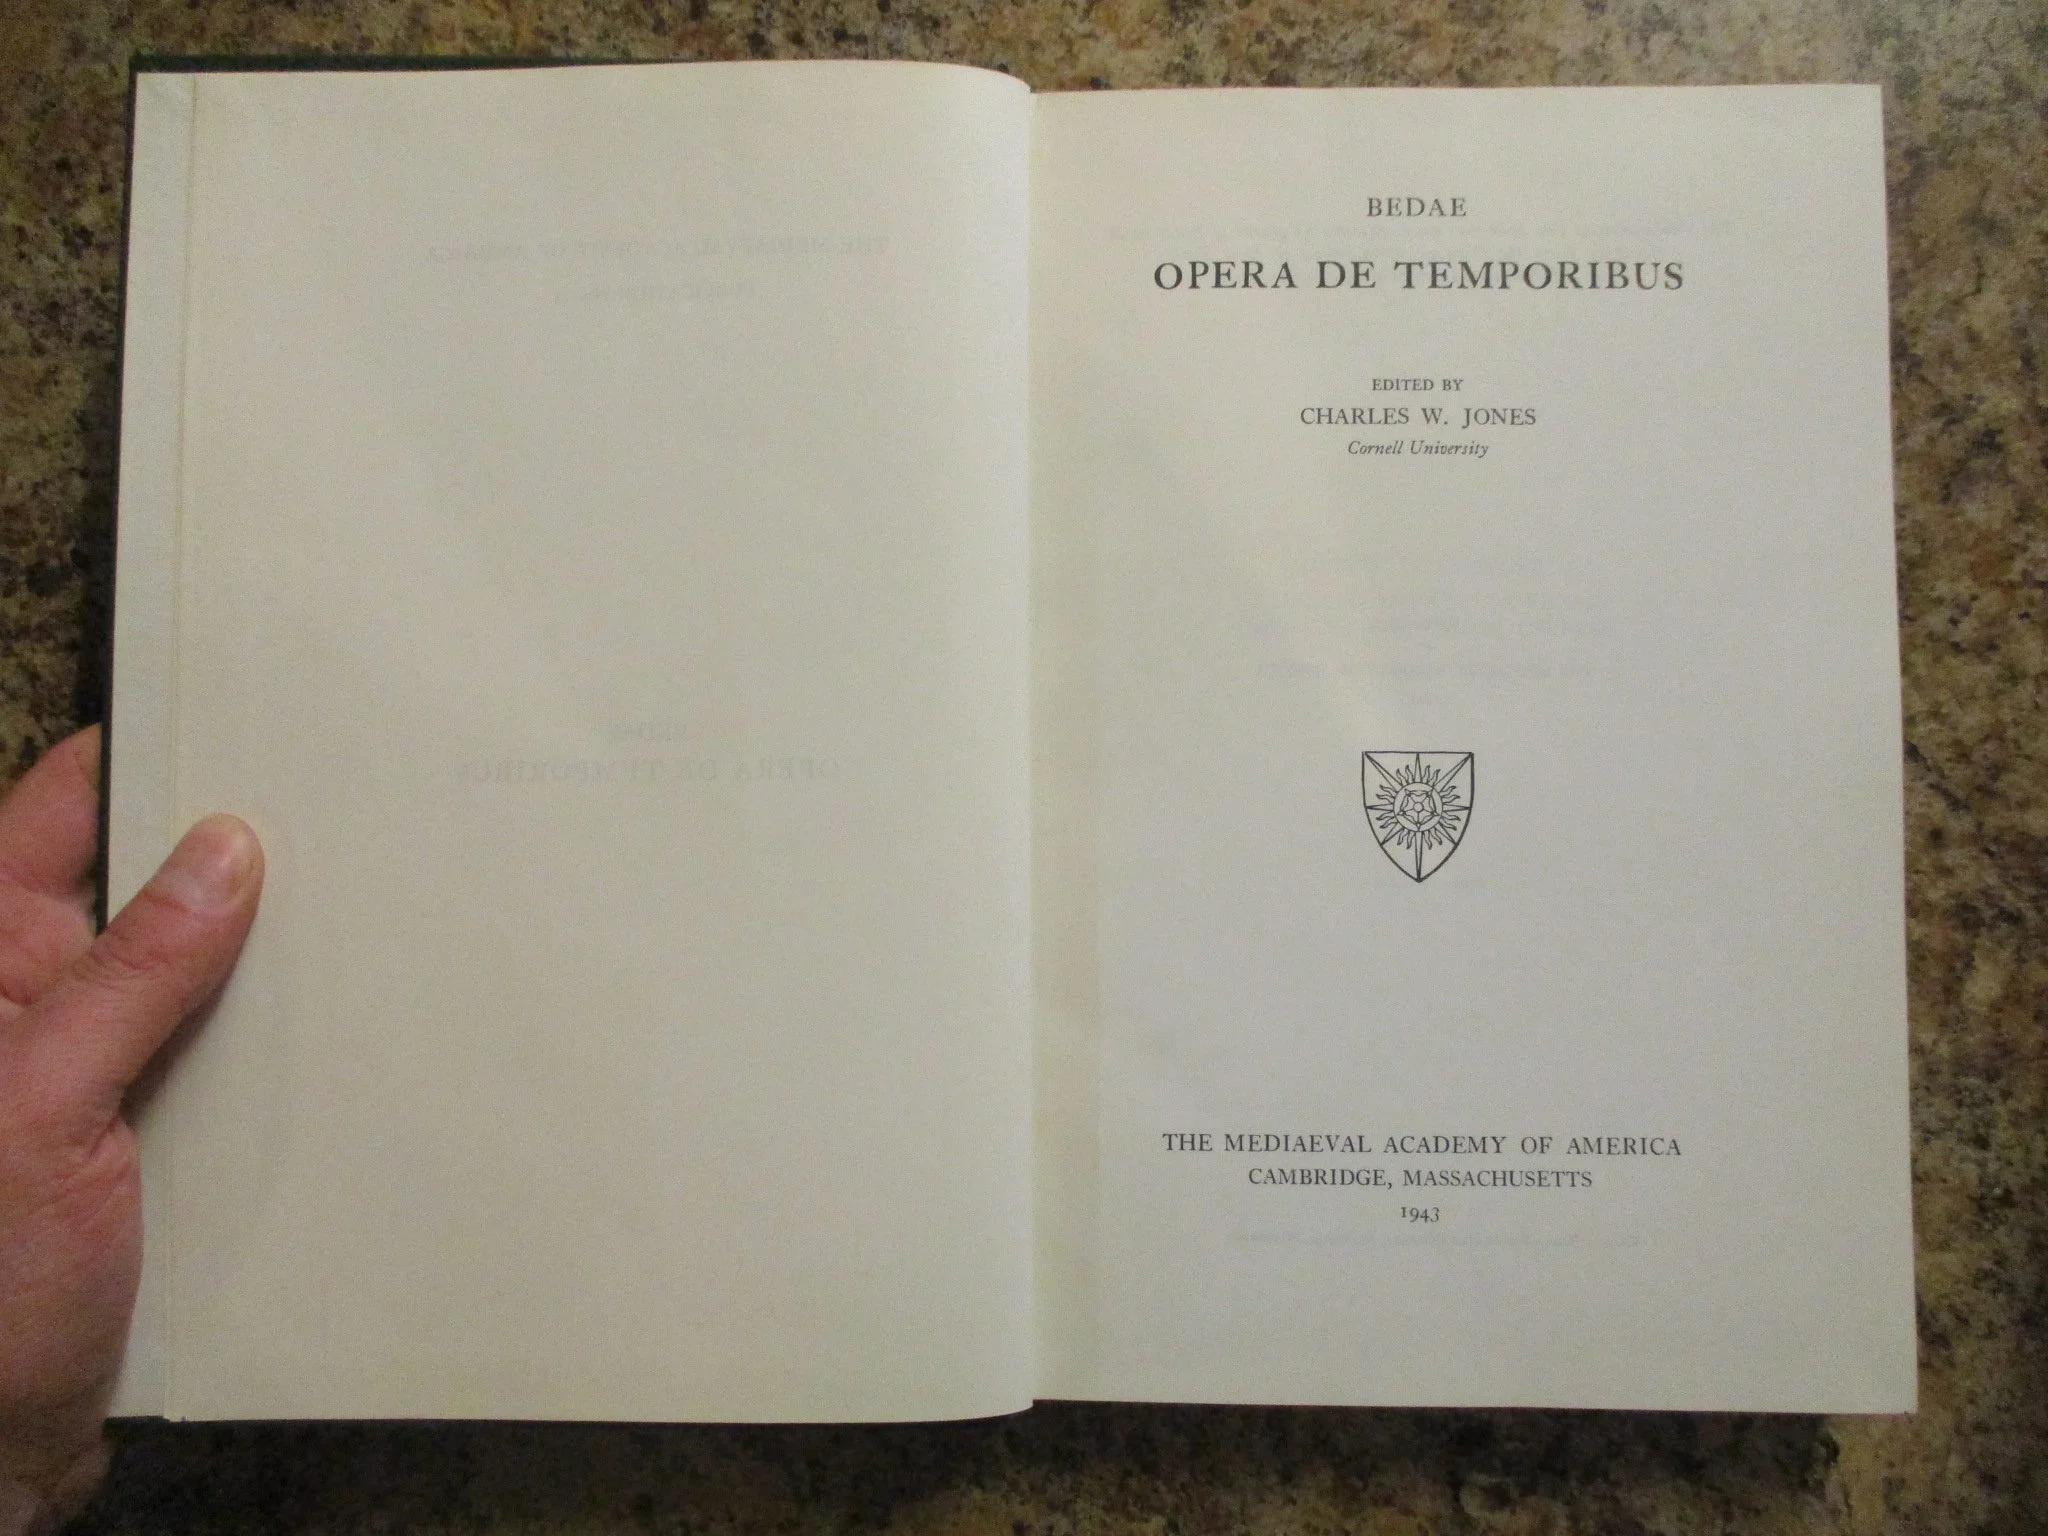 BEDAE
OPERA DE TEMPORIBUS
EDITED BY
CHARLES W. JONES
Cornell University
THE MEDIAEVAL ACADEMY OF AMERICA
CAMBRIDGE, MASSACHUSETTS
1943